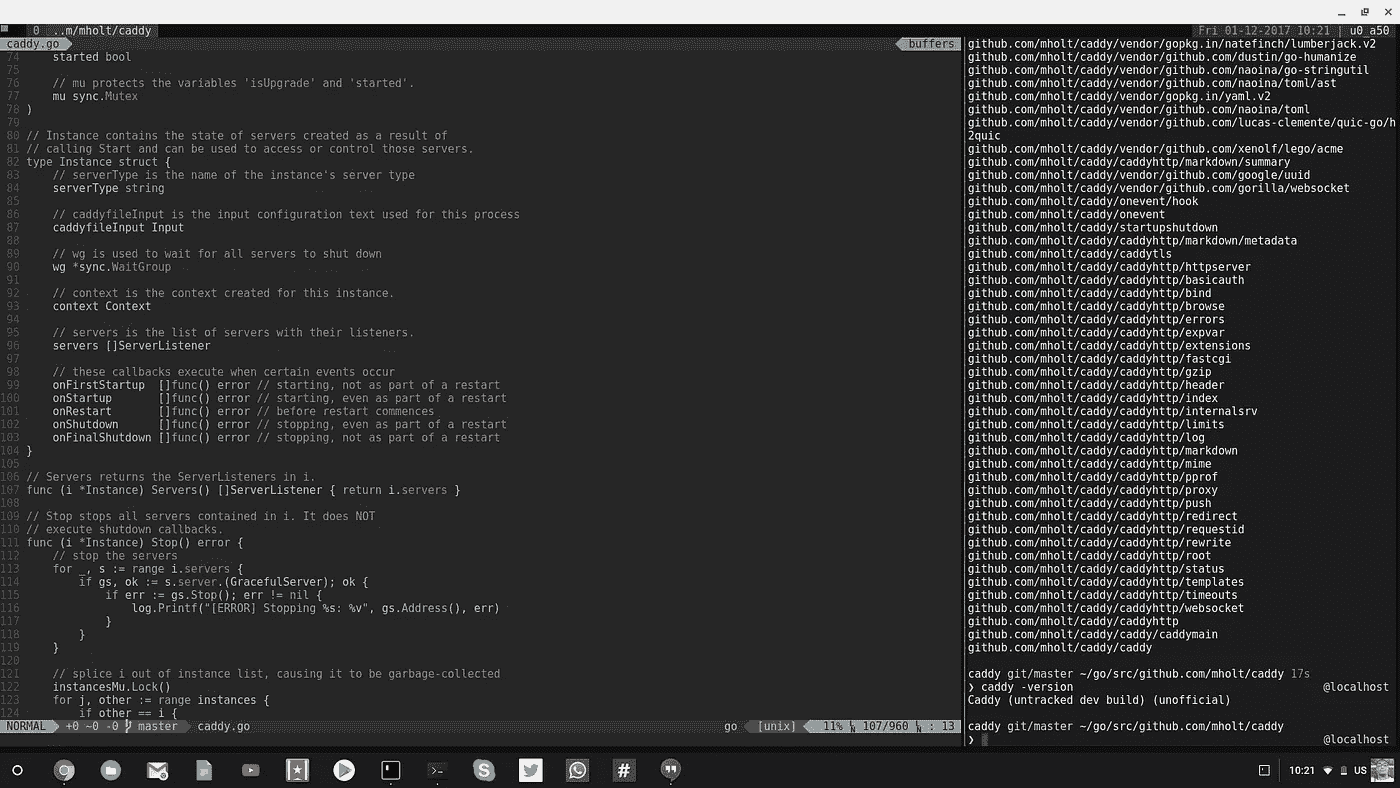 0 ..m/mholt/caddy
Fri 01-12-2017 10:21 | u0_a50
caddy.go
buffers
74 started bool
75
76 // mu protects the variables 'isUpgrade' and 'started'.
77 mu sync.Mutex
78 )
79
80 // Instance contains the state of servers created as a result of
81 // calling Start and can be used to access or control those servers.
82 type Instance struct {
83 // serverType is the name of the instance's server type
84 serverType string
85
86 // caddyfileInput is the input configuration text used for this process
87 caddyfileInput Input
88
89 // wg is used to wait for all servers to shut down
90 wg *sync.WaitGroup
91
92 // context is the context created for this instance.
93 context Context
94
95 // servers is the list of servers with their listeners.
96 servers []ServerListener
97
98 // these callbacks execute when certain events occur
99 onFirstStartup []func() error // starting, not as part of a restart
100 onStartup []func() error // starting, even as part of a restart
101 onRestart []func() error // before restart commences
102 onShutdown []func() error // stopping, even as part of a restart
103 onFinalShutdown []func() error // stopping, not as part of a restart
104 }
105
106 // Servers returns the ServerListeners in i.
107 func (i *Instance) Servers() []ServerListener { return i.servers }
108
109 // Stop stops all servers contained in i. It does NOT
110 // execute shutdown callbacks.
111 func (i *Instance) Stop() error {
112 // stop the servers
113 for _, s := range i.servers {
114 if gs, ok := s.server.(GracefulServer); ok {
115 if err := gs.Stop(); err != nil {
116 log.Printf("[ERROR] Stopping %s: %v", gs.Address(), err)
117 }
118 }
119 }
120
121 // splice i out of instance list, causing it to be garbage-collected
122 instancesMu.Lock()
123 for j, other := range instances {
124 if other == i {
NORMAL +0 ~0 -0 master caddy.go go [unix] 11% 107/960 : 13
github.com/mholt/caddy/vendor/gopkg.in/natefinch/lumberjack.v2
github.com/mholt/caddy/vendor/github.com/dustin/go-humanize
github.com/mholt/caddy/vendor/github.com/naoina/go-stringutil
github.com/mholt/caddy/vendor/github.com/naoina/toml/ast
github.com/mholt/caddy/vendor/gopkg.in/yaml.v2
github.com/mholt/caddy/vendor/github.com/naoina/toml
github.com/mholt/caddy/vendor/github.com/lucas-clemente/quic-go/h
2quic
github.com/mholt/caddy/vendor/github.com/xenolf/lego/acme
github.com/mholt/caddy/caddyhttp/markdown/summary
github.com/mholt/caddy/vendor/github.com/google/uuid
github.com/mholt/caddy/vendor/github.com/gorilla/websocket
github.com/mholt/caddy/onevent/hook
github.com/mholt/caddy/onevent
github.com/mholt/caddy/startupshutdown
github.com/mholt/caddy/caddyhttp/markdown/metadata
github.com/mholt/caddy/caddytls
github.com/mholt/caddy/caddyhttp/httpserver
github.com/mholt/caddy/caddyhttp/basicauth
github.com/mholt/caddy/caddyhttp/bind
github.com/mholt/caddy/caddyhttp/browse
github.com/mholt/caddy/caddyhttp/errors
github.com/mholt/caddy/caddyhttp/expvar
github.com/mholt/caddy/caddyhttp/extensions
github.com/mholt/caddy/caddyhttp/fastcgi
github.com/mholt/caddy/caddyhttp/gzip
github.com/mholt/caddy/caddyhttp/header
github.com/mholt/caddy/caddyhttp/index
github.com/mholt/caddy/caddyhttp/internalsrv
github.com/mholt/caddy/caddyhttp/limits
github.com/mholt/caddy/caddyhttp/log
github.com/mholt/caddy/caddyhttp/markdown
github.com/mholt/caddy/caddyhttp/mime
github.com/mholt/caddy/caddyhttp/pprof
github.com/mholt/caddy/caddyhttp/proxy
github.com/mholt/caddy/caddyhttp/push
github.com/mholt/caddy/caddyhttp/redirect
github.com/mholt/caddy/caddyhttp/requestid
github.com/mholt/caddy/caddyhttp/rewrite
github.com/mholt/caddy/caddyhttp/root
github.com/mholt/caddy/caddyhttp/status
github.com/mholt/caddy/caddyhttp/templates
github.com/mholt/caddy/caddyhttp/timeouts
github.com/mholt/caddy/caddyhttp/websocket
github.com/mholt/caddy/caddyhttp
github.com/mholt/caddy/caddy/caddymain
github.com/mholt/caddy/caddy
caddy git/master ~/go/src/github.com/mholt/caddy 17s
❯ caddy -version @localhost
Caddy (untracked dev build) (unofficial)
caddy git/master ~/go/src/github.com/mholt/caddy
❯ @localhost
10:21 US